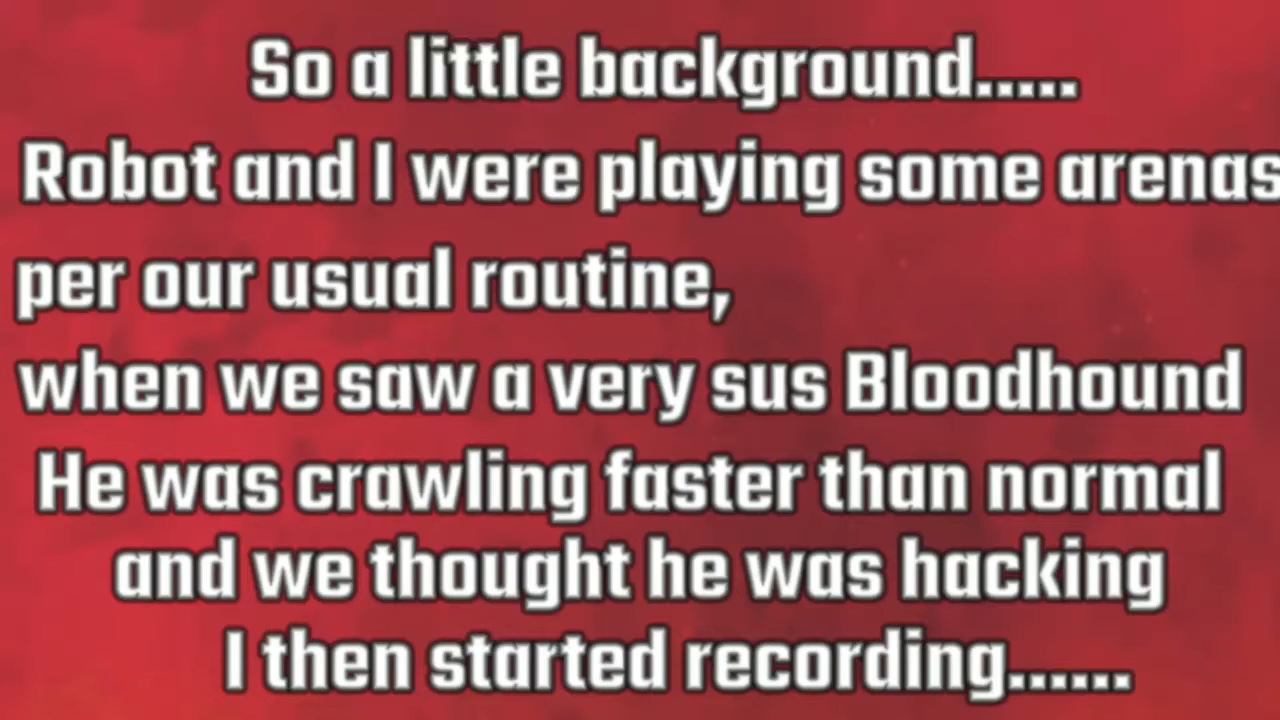 So a little background.....
Robot and I were playing some arenas
per our usual routine,
when we saw a very sus Bloodhound
He was crawling faster than normal
and we thought he was hacking
I then started recording......